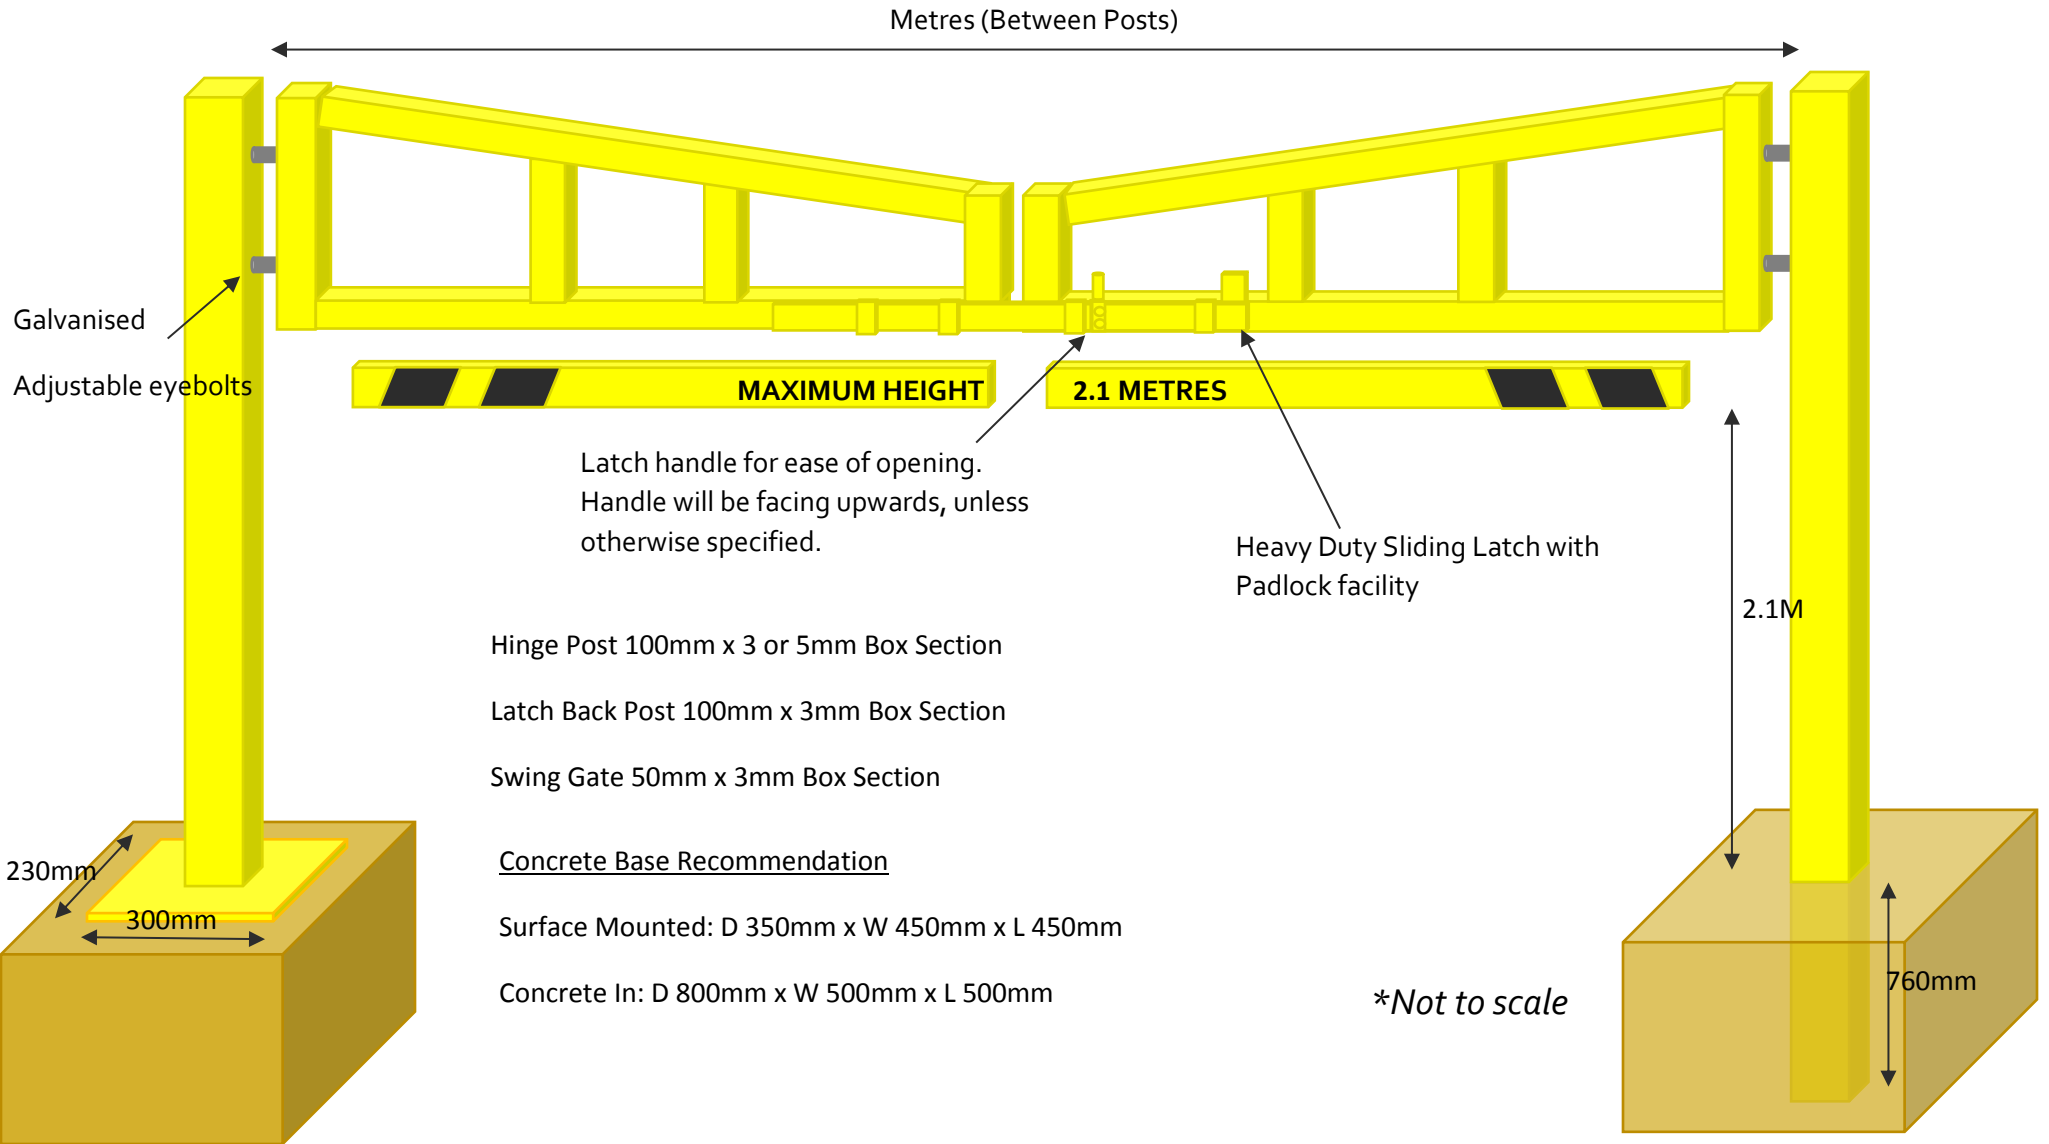 Metres (Between Posts)
Galvanised
Adjustable eyebolts
MAXIMUM HEIGHT
2.1 METRES
Latch handle for ease of opening.
Handle will be facing upwards, unless
otherwise specified.
Heavy Duty Sliding Latch with
Padlock facility
2.1M
Hinge Post 100mm x 3 or 5mm Box Section
Latch Back Post 100mm x 3mm Box Section
Swing Gate 50mm x 3mm Box Section
230mm
300mm
Concrete Base Recommendation
Surface Mounted: D 350mm x W 450mm x L 450mm
Concrete In: D 800mm x W 500mm x L 500mm
*Not to scale
760mm